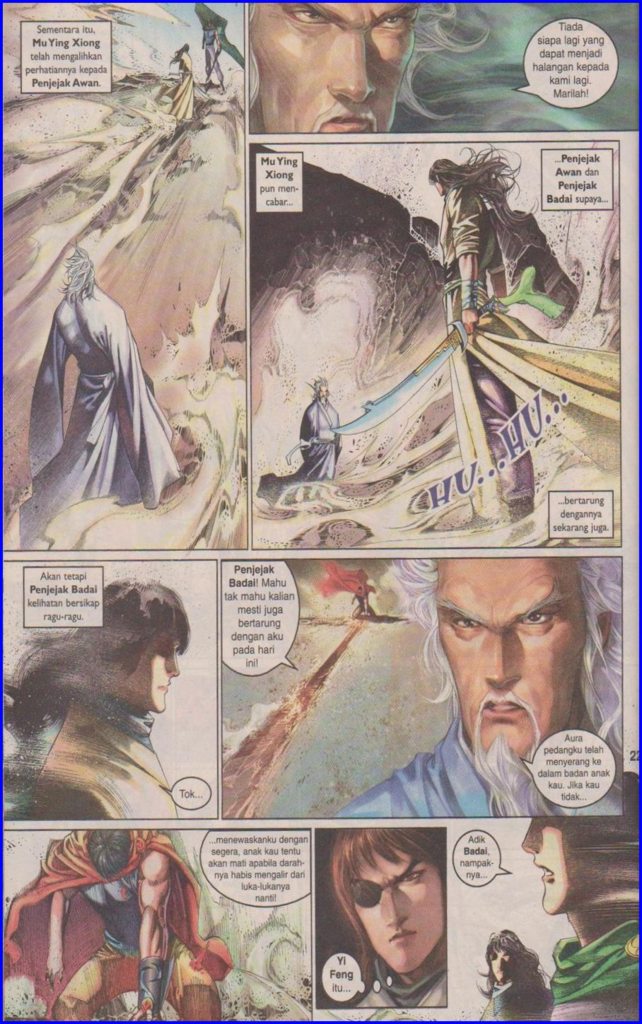 Sementara itu,
Mu Ying Xiong
telah mengalihkan
perhatiannya kepada
Penjejak Awan.
Tiada
siapa lagi yang
dapat menjadi
halangan kepada
kami lagi.
Marilah!
Mu Ying
Xiong
pun men-
cabar...
...Penjejak
Awan dan
Penjejak
Badai supaya...
HU...HU...
...bertarung
dengannya
sekarang juga.
Akan tetapi
Penjejak Badai
kelihatan bersikap
ragu-ragu.
Tok...
Penjejak
Badai! Mahu
tak mahu kalian
mesti juga
bertarung
dengan aku
pada hari
ini!
Aura
pedangku telah
menyerang ke
dalam badan anak
kau. Jika kau
tidak...
22
...menewaskanku dengan
segera, anak kau tentu
akan mati apabila darah-
nya habis mengalir dari
luka-lukanya
nanti!
Yi
Feng
itu...
Adik
Badai,
nampak-
nya...